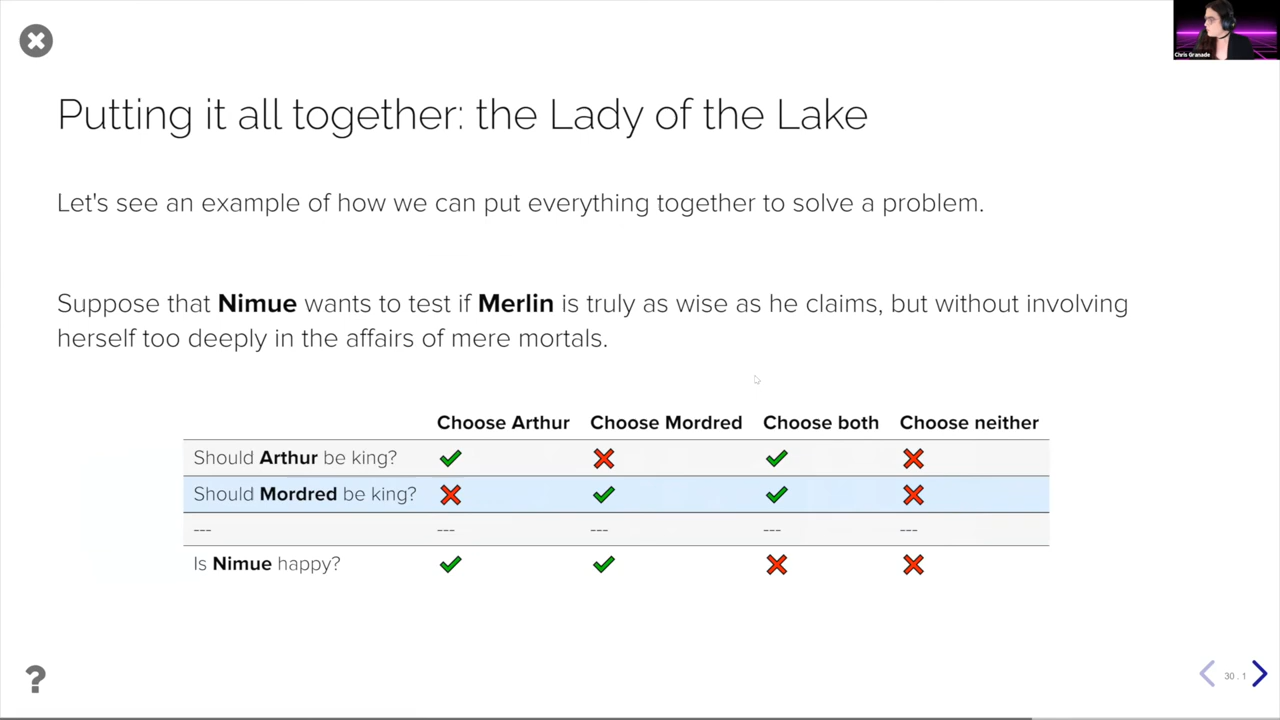 Chris Granade
Putting it all together: the Lady of the Lake
Let's see an example of how we can put everything together to solve a problem.
Suppose that Nimue wants to test if Merlin is truly as wise as he claims, but without involving
herself too deeply in the affairs of mere mortals.
Choose Arthur Choose Mordred Choose both Choose neither
Should Arthur be king? ✔ ✖ ✔ ✖
Should Mordred be king? ✖ ✔ ✔ ✖
--- --- --- --- ---
Is Nimue happy? ✔ ✔ ✖ ✖
?
30 . 1